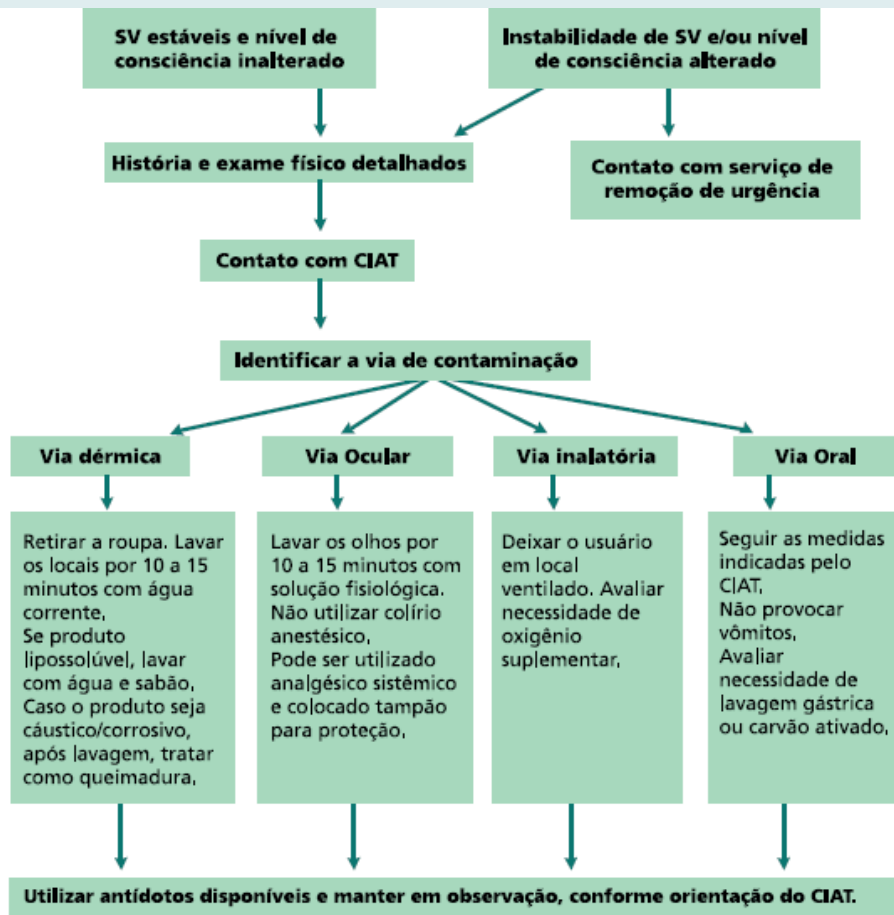 SV estáveis e nível de
consciência inalterado
Instabilidade de SV e/ou nível
de consciência alterado
História e exame físico detalhados
Contato com serviço de
remoção de urgência
Contato com CIAT
Identificar a via de contaminação
Via dérmica
Via Ocular
Via inalatória
Via Oral
Retirar a roupa. Lavar
os locais por 10 a 15
minutos com água
corrente.
Se produto
lipossolúvel, lavar
com água e sabão.
Caso o produto seja
cáustico/corrosivo,
após lavagem, tratar
como queimadura.
Lavar os olhos por
10 a 15 minutos com
solução fisiológica.
Não utilizar colírio
anestésico.
Pode ser utilizado
analgésico sistêmico
e colocado tampão
para proteção.
Deixar o usuário
em local
ventilado. Avaliar
necessidade de
oxigênio
suplementar.
Seguir as medidas
indicadas pelo
CIAT.
Não provocar
vômitos.
Avaliar
necessidade de
lavagem gástrica
ou carvão ativado.
Utilizar antídotos disponíveis e manter em observação, conforme orientação do CIAT.